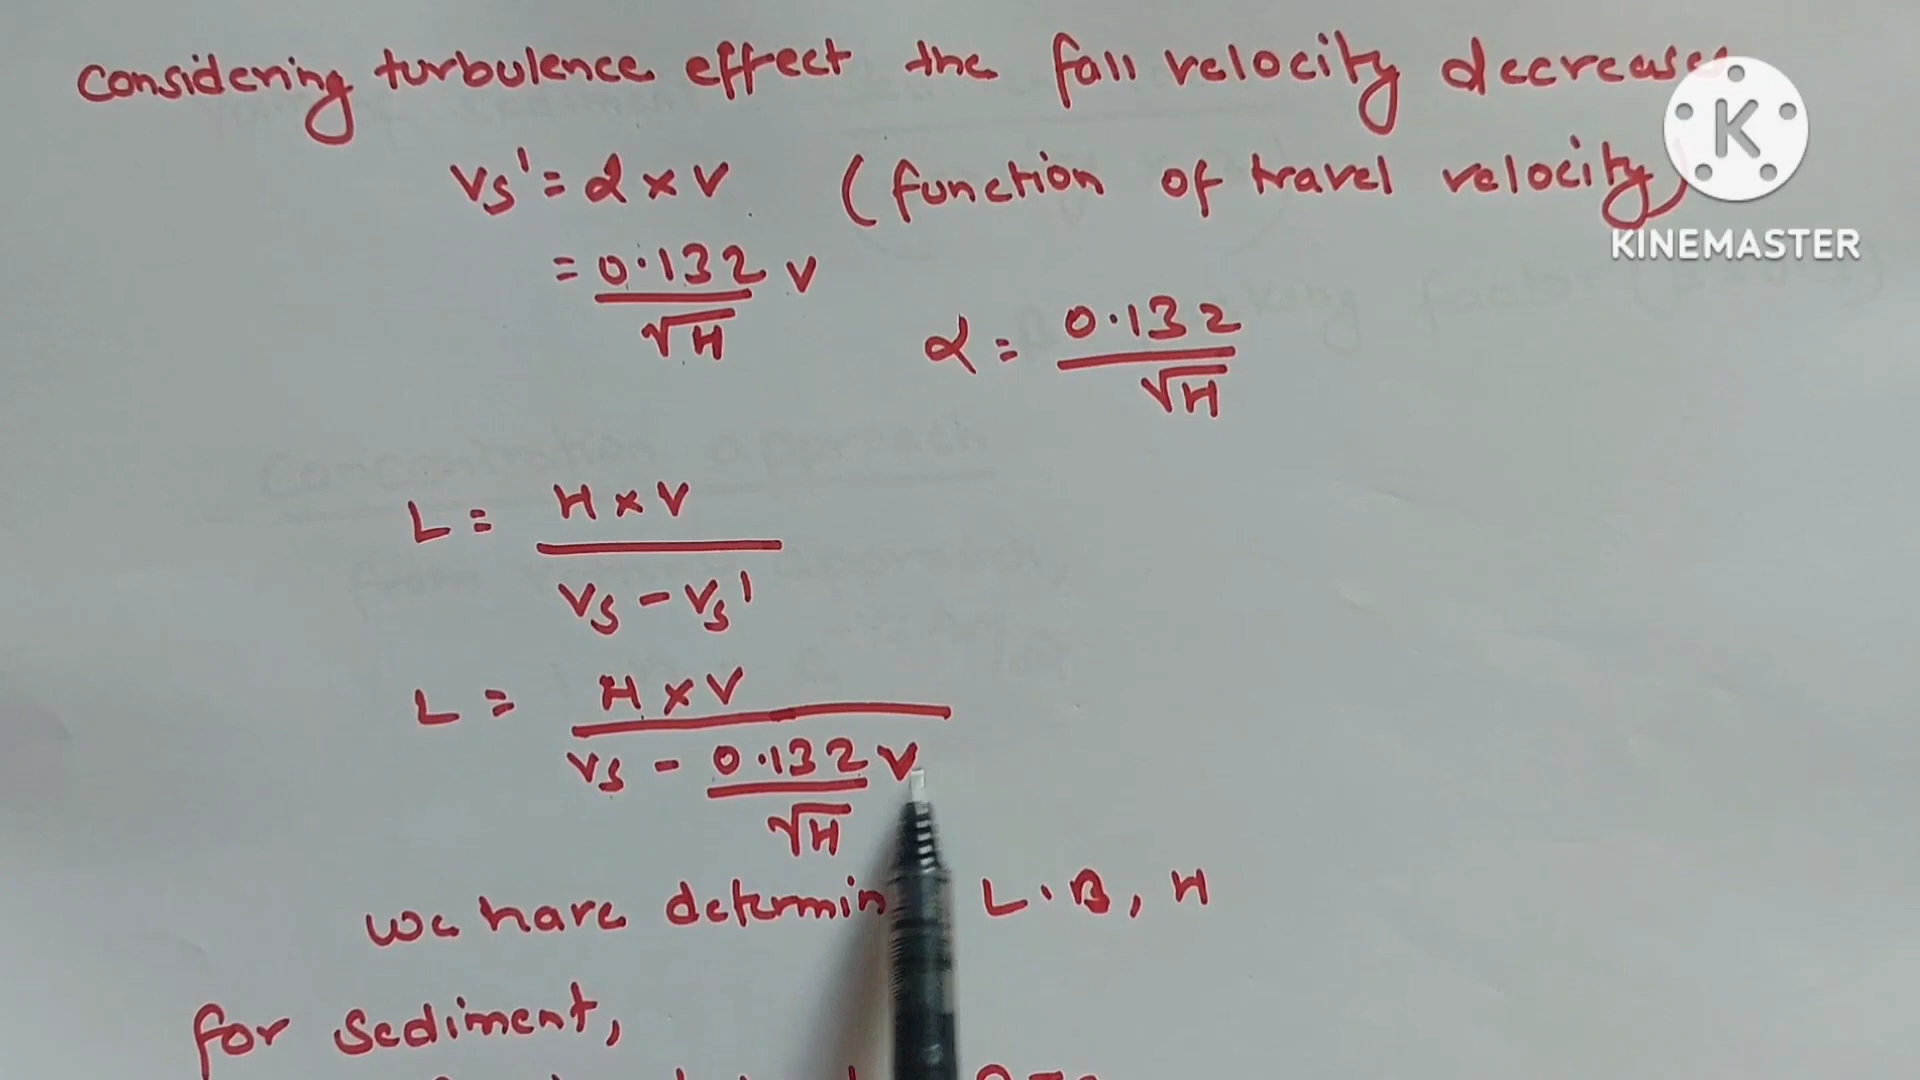 Considering turbulence effect the fall velocity decreases
Vs' = α × V (function of travel velocity)
= 0.132 V
√H
α = 0.132
√H
L = H × V
Vs - Vs'
L = H × V
Vs - 0.132 V
√H
we have determin L. B, H
for sediment,
K
KINEMASTER